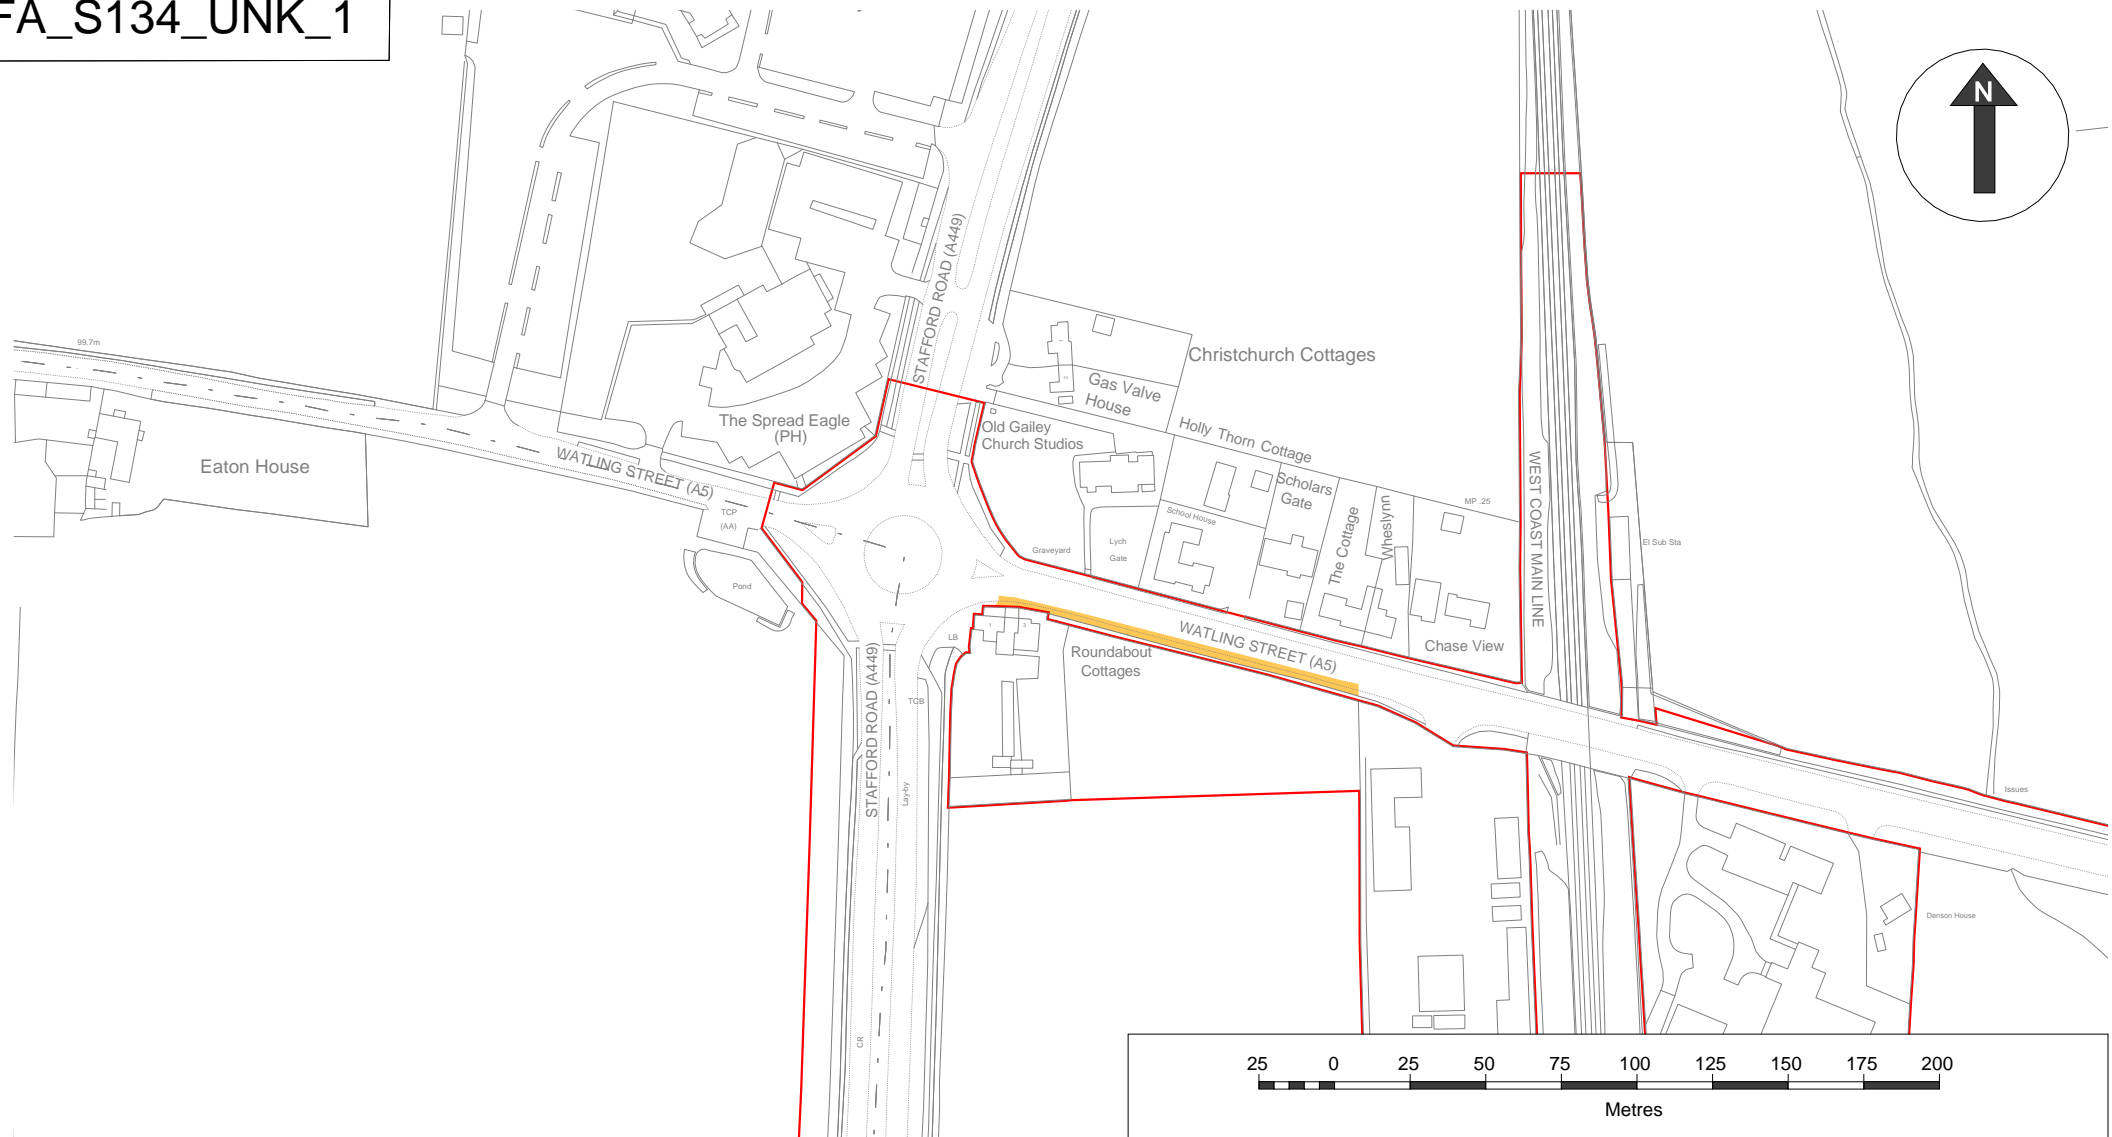 FA_S134_UNK_1
N
99.7m
Eaton House
The Spread Eagle
(PH)
WATLING STREET (A5)
TCP
(AA)
Pond
STAFFORD ROAD (A449)
Christchurch Cottages
Gas Valve
House
Old Gailey
Church Studios
Holly Thorn Cottage
Scholars
Gate
School House
Graveyard
Lych
Gate
The Cottage
Wheslynn
MP .25
WEST COAST MAIN LINE
El Sub Sta
Chase View
WATLING STREET (A5)
Roundabout
Cottages
1
3
LB
TCB
STAFFORD ROAD (A449)
Lay-by
CR
Issues
Denson House
25 0 25 50 75 100 125 150 175 200
Metres